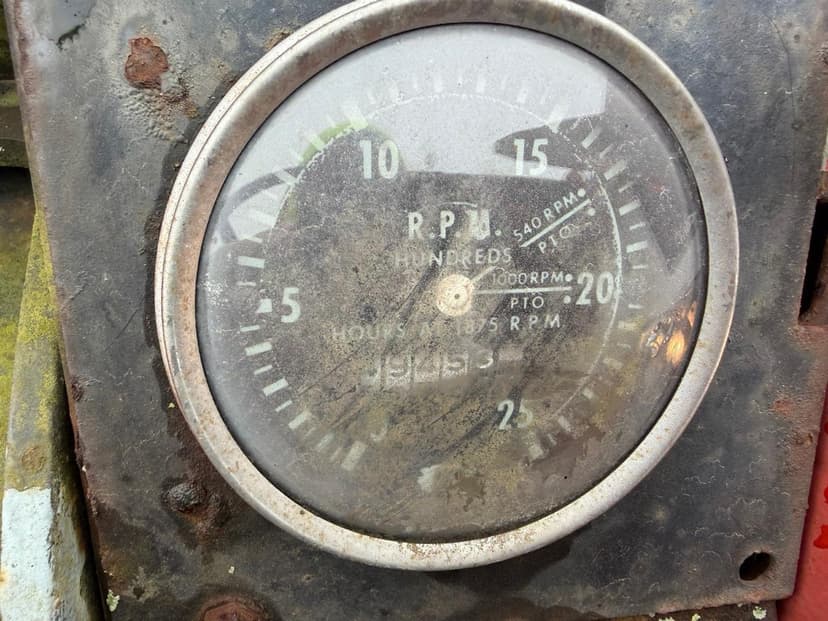 10
15
R.P.M.
540 RPM
PTO
HUNDREDS
1000 RPM
PTO
20
5
HOURS AT 1875 RPM
25